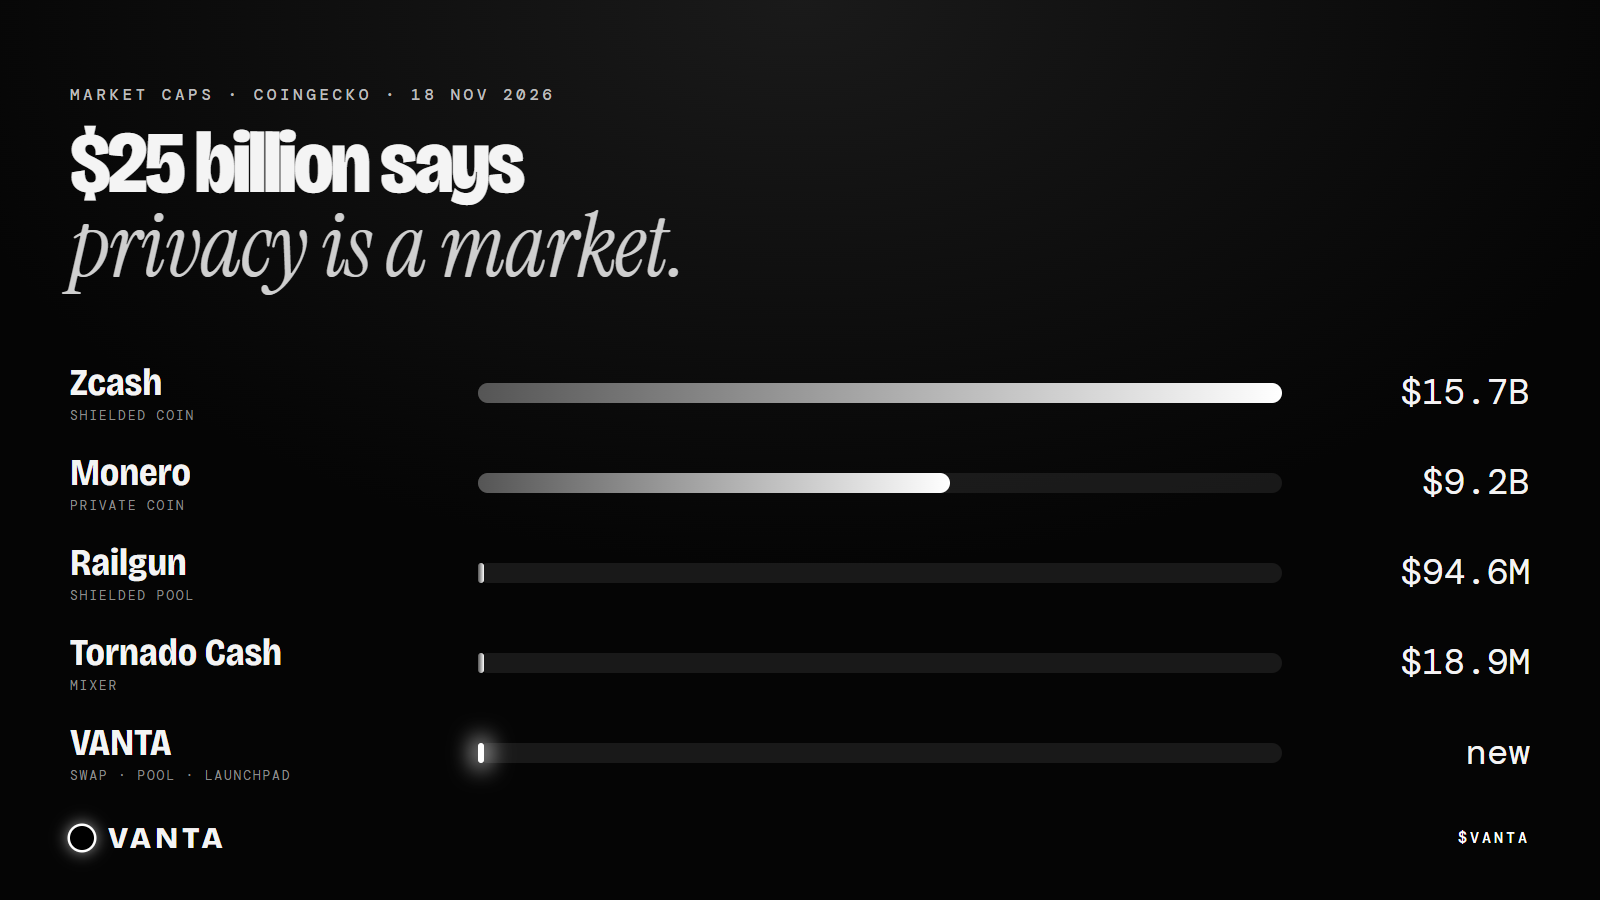 MARKET CAPS · COINGECKO · 18 NOV 2026
$25 billion says
privacy is a market.
Zcash
SHIELDED COIN
$15.7B
Monero
PRIVATE COIN
$9.2B
Railgun
SHIELDED POOL
$94.6M
Tornado Cash
MIXER
$18.9M
VANTA
SWAP · POOL · LAUNCHPAD
new
VANTA
$VANTA